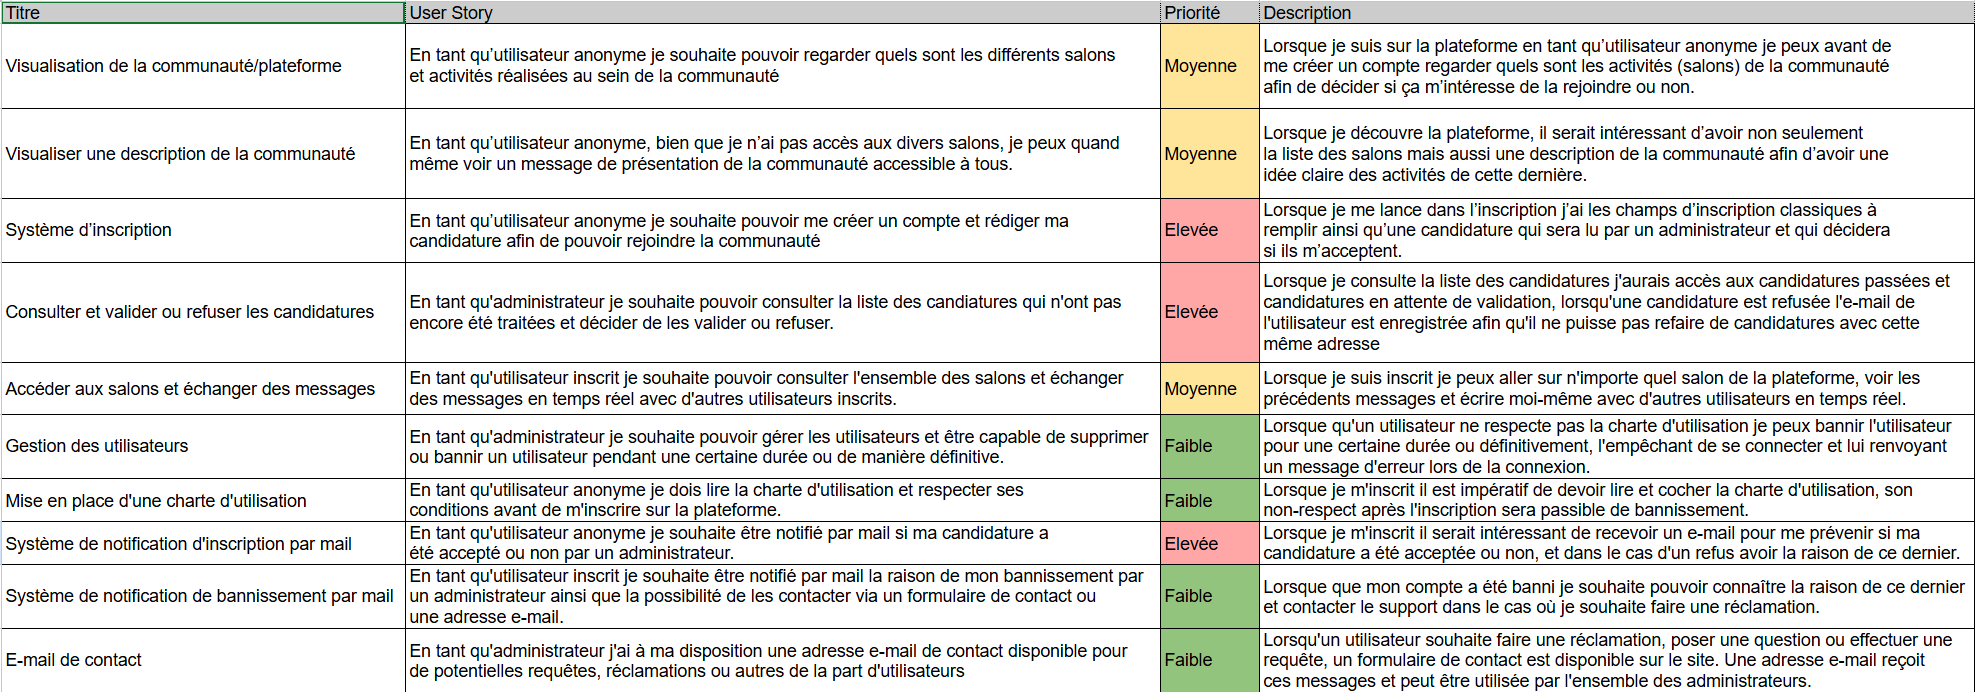 Titre
User Story
Priorité
Description
Visualisation de la communauté/plateforme
En tant qu’utilisateur anonyme je souhaite pouvoir regarder quels sont les différents salons
et activités réalisées au sein de la communauté
Moyenne
Lorsque je suis sur la plateforme en tant qu’utilisateur anonyme je peux avant de
me créer un compte regarder quels sont les activités (salons) de la communauté
afin de décider si ça m’intéresse de la rejoindre ou non.
Visualiser une description de la communauté
En tant qu’utilisateur anonyme, bien que je n’ai pas accès aux divers salons, je peux quand
même voir un message de présentation de la communauté accessible à tous.
Moyenne
Lorsque je découvre la plateforme, il serait intéressant d’avoir non seulement
la liste des salons mais aussi une description de la communauté afin d’avoir une
idée claire des activités de cette dernière.
Système d’inscription
En tant qu’utilisateur anonyme je souhaite pouvoir me créer un compte et rédiger ma
candidature afin de pouvoir rejoindre la communauté
Elevée
Lorsque je me lance dans l’inscription j’ai les champs d’inscription classiques à
remplir ainsi qu’une candidature qui sera lu par un administrateur et qui décidera
si ils m’acceptent.
Consulter et valider ou refuser les candidatures
En tant qu'administrateur je souhaite pouvoir consulter la liste des candiatures qui n'ont pas
encore été traitées et décider de les valider ou refuser.
Elevée
Lorsque je consulte la liste des candidatures j'aurais accès aux candidatures passées et
candidatures en attente de validation, lorsqu'une candidature est refusée l'e-mail de
l'utilisateur est enregistrée afin qu'il ne puisse pas refaire de candidatures avec cette
même adresse
Accéder aux salons et échanger des messages
En tant qu'utilisateur inscrit je souhaite pouvoir consulter l'ensemble des salons et échanger
des messages en temps réel avec d'autres utilisateurs inscrits.
Moyenne
Lorsque je suis inscrit je peux aller sur n'importe quel salon de la plateforme, voir les
précédents messages et écrire moi-même avec d'autres utilisateurs en temps réel.
Gestion des utilisateurs
En tant qu'administrateur je souhaite pouvoir gérer les utilisateurs et être capable de supprimer
ou bannir un utilisateur pendant une certaine durée ou de manière définitive.
Faible
Lorsque qu'un utilisateur ne respecte pas la charte d'utilisation je peux bannir l'utilisateur
pour une certaine durée ou définitivement, l'empêchant de se connecter et lui renvoyant
un message d'erreur lors de la connexion.
Mise en place d'une charte d'utilisation
En tant qu'utilisateur anonyme je dois lire la charte d'utilisation et respecter ses
conditions avant de m'inscrire sur la plateforme.
Faible
Lorsque je m'inscrit il est impératif de devoir lire et cocher la charte d'utilisation, son
non-respect après l'inscription sera passible de bannissement.
Système de notification d'inscription par mail
En tant qu'utilisateur anonyme je souhaite être notifié par mail si ma candidature a
été accepté ou non par un administrateur.
Elevée
Lorsque je m'inscrit il serait intéressant de recevoir un e-mail pour me prévenir si ma
candidature a été acceptée ou non, et dans le cas d'un refus avoir la raison de ce dernier.
Système de notification de bannissement par mail
En tant qu'utilisateur inscrit je souhaite être notifié par mail la raison de mon bannissement par
un administrateur ainsi que la possibilité de les contacter via un formulaire de contact ou
une adresse e-mail.
Faible
Lorsque que mon compte a été banni je souhaite pouvoir connaître la raison de ce dernier
et contacter le support dans le cas où je souhaite faire une réclamation.
E-mail de contact
En tant qu'administrateur j'ai à ma disposition une adresse e-mail de contact disponible pour
de potentielles requêtes, réclamations ou autres de la part d'utilisateurs
Faible
Lorsqu'un utilisateur souhaite faire une réclamation, poser une question ou effectuer une
requête, un formulaire de contact est disponible sur le site. Une adresse e-mail reçoit
ces messages et peut être utilisée par l'ensemble des administrateurs.